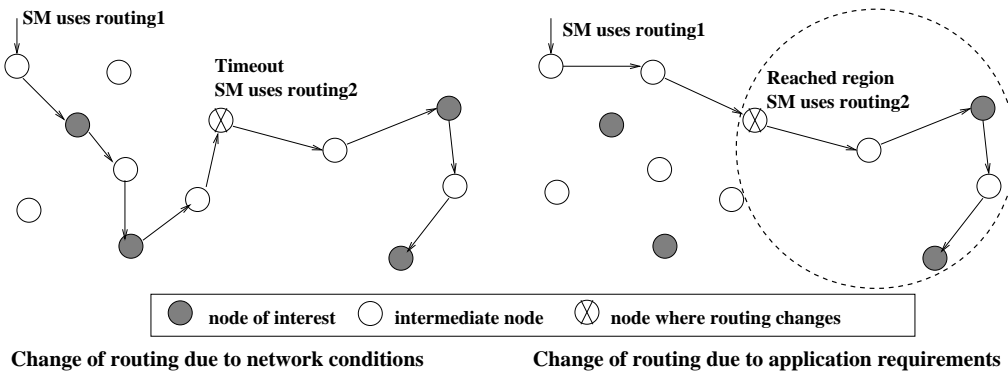 SM uses routing1
Timeout
SM uses routing2
SM uses routing1
Reached region
SM uses routing2
node of interest
intermediate node
node where routing changes
Change of routing due to network conditions
Change of routing due to application requirements